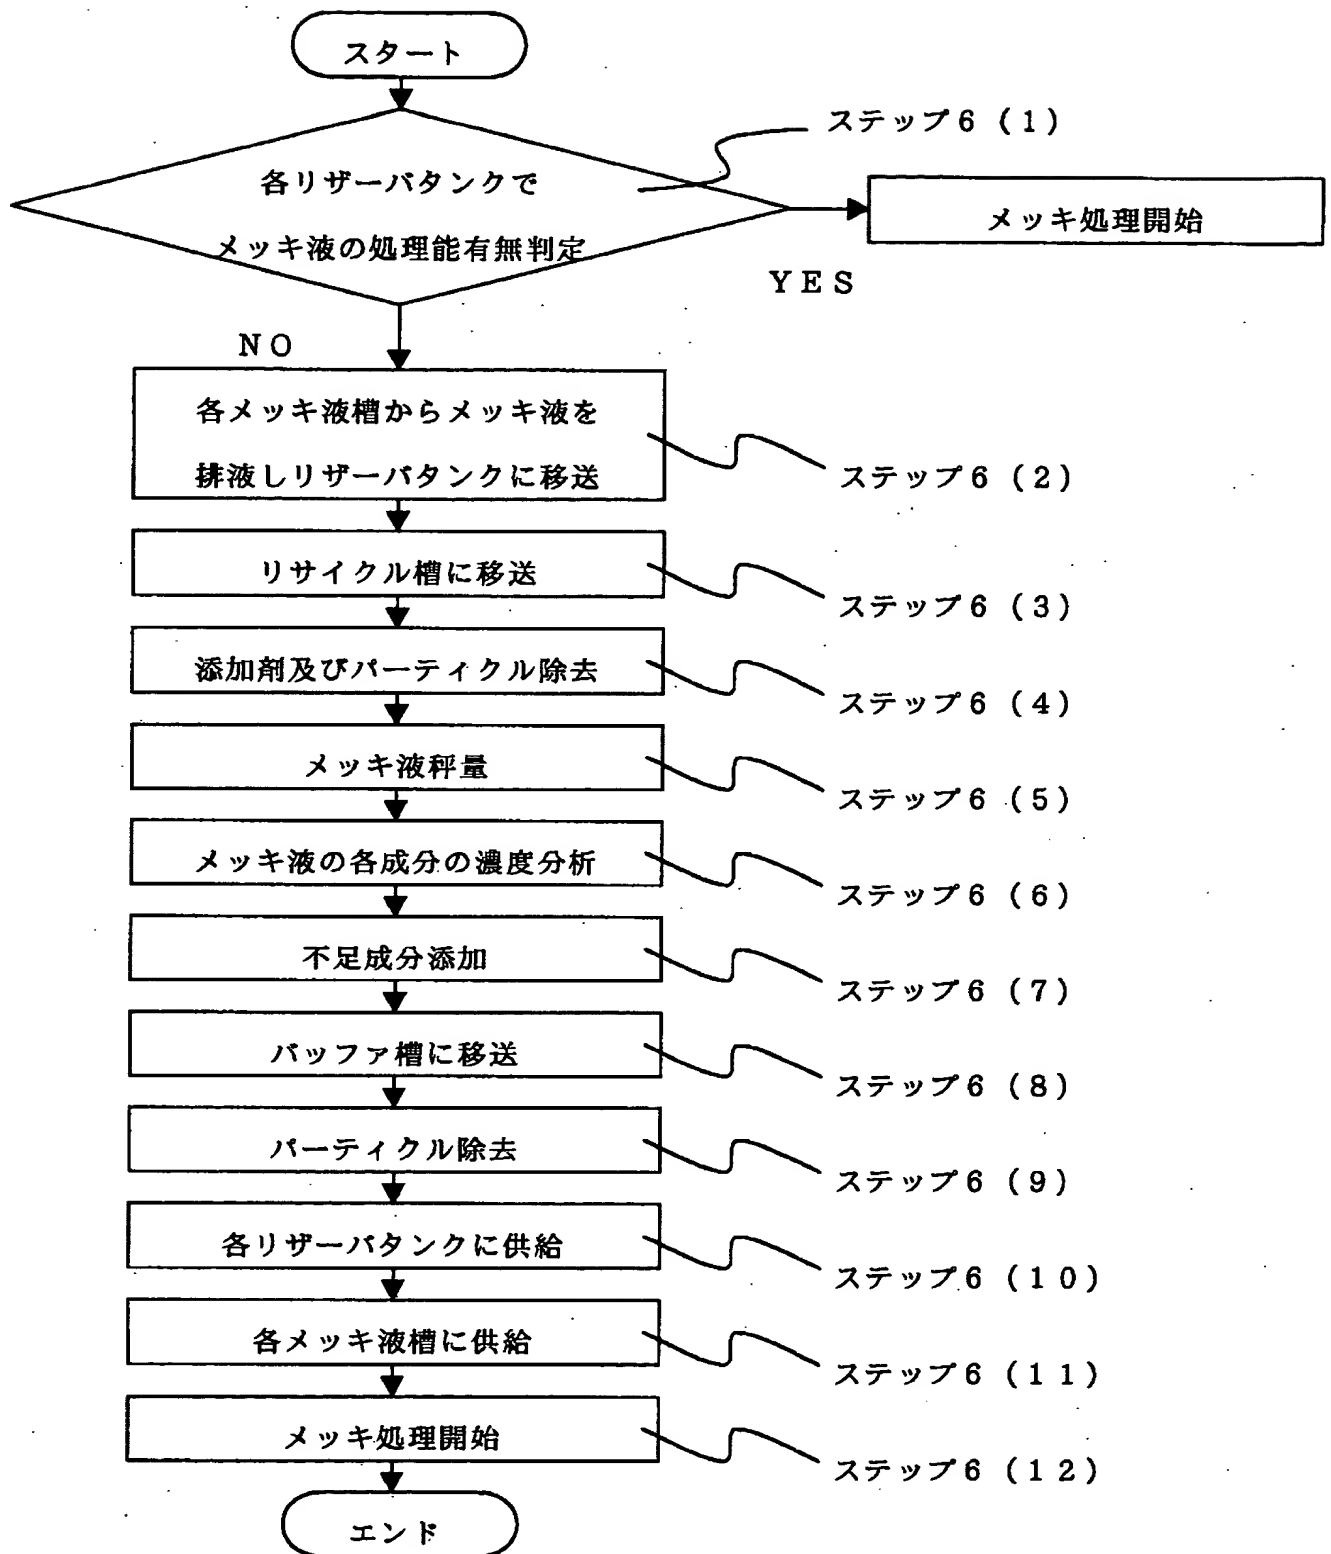 スタート
ステップ6(1)
各リザーバタンクで
メッキ液の処理能有無判定
メッキ処理開始
YES
NO
各メッキ液槽からメッキ液を
排液しリザーバタンクに移送
ステップ6(2)
リサイクル槽に移送
ステップ6(3)
添加剤及びパーティクル除去
ステップ6(4)
メッキ液秤量
ステップ6(5)
メッキ液の各成分の濃度分析
ステップ6(6)
不足成分添加
ステップ6(7)
バッファ槽に移送
ステップ6(8)
パーティクル除去
ステップ6(9)
各リザーバタンクに供給
ステップ6(10)
各メッキ液槽に供給
ステップ6(11)
メッキ処理開始
ステップ6(12)
エンド